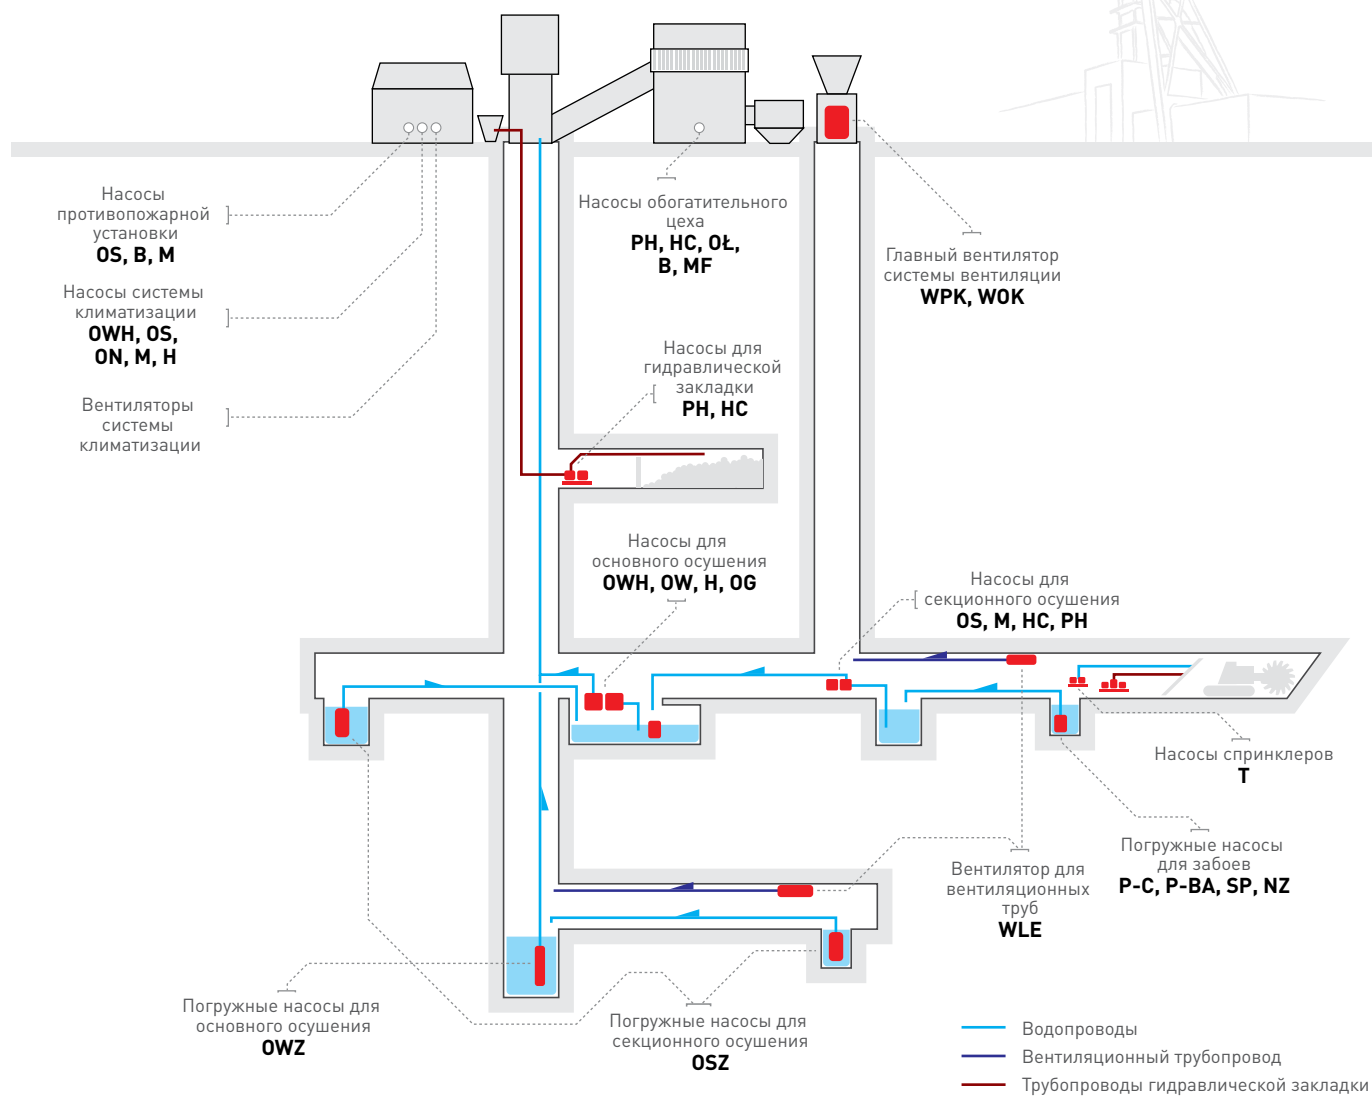 Насосы
противопожарной
установки
OS, B, M
Насосы системы
климатизации
OWH, OS,
ON, M, H
Вентиляторы
системы
климатизации
Насосы обогатительного
цеха
PH, HC, OŁ,
B, MF
Главный вентилятор
системы вентиляции
WPK, WOK
Насосы для
гидравлической
закладки
PH, HC
Насосы для
основного осушения
OWH, OW, H, OG
Насосы для
секционного осушения
OS, M, HC, PH
Насосы спринклеров
T
Погружные насосы
для забоев
P-C, P-BA, SP, NZ
Вентилятор для
вентиляционных
труб
WLE
Погружные насосы для
основного осушения
OWZ
Погружные насосы для
секционного осушения
OSZ
Водопроводы
Вентиляционный трубопровод
Трубопроводы гидравлической закладки